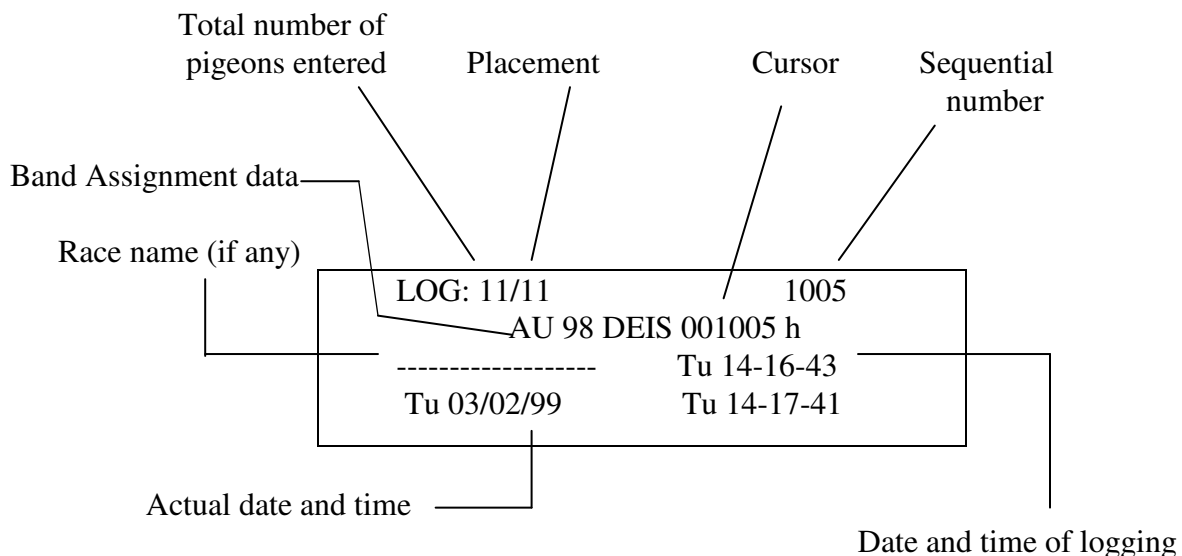 Total number of
pigeons entered
Placement
Cursor
Sequential
number
Band Assignment data
Race name (if any)
LOG: 11/11 1005
AU 98 DEIS 001005 h
------------------- Tu 14-16-43
Tu 03/02/99 Tu 14-17-41
Actual date and time
Date and time of logging